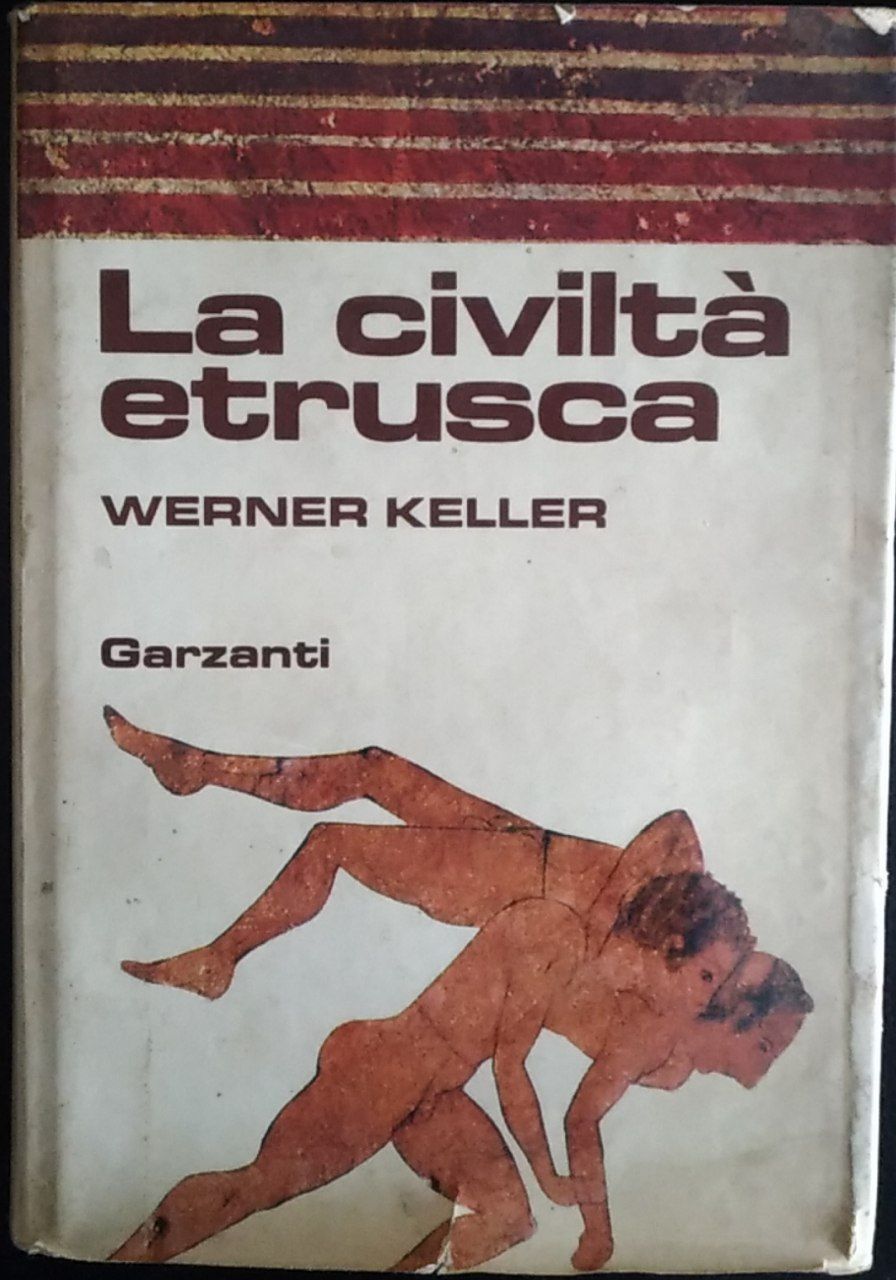 La civiltà
etrusca
WERNER KELLER
Garzanti